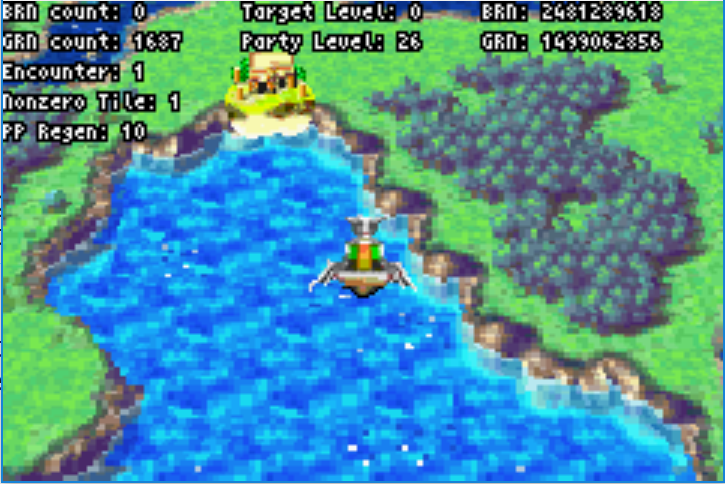 BRN count: 0 Target Level: 0 BRN: 2481289618
GRN count: 1687 Party Level: 26 GRN: 1499062856
Encounter: 1
Nonzero Tile: 1
PP Regen: 10